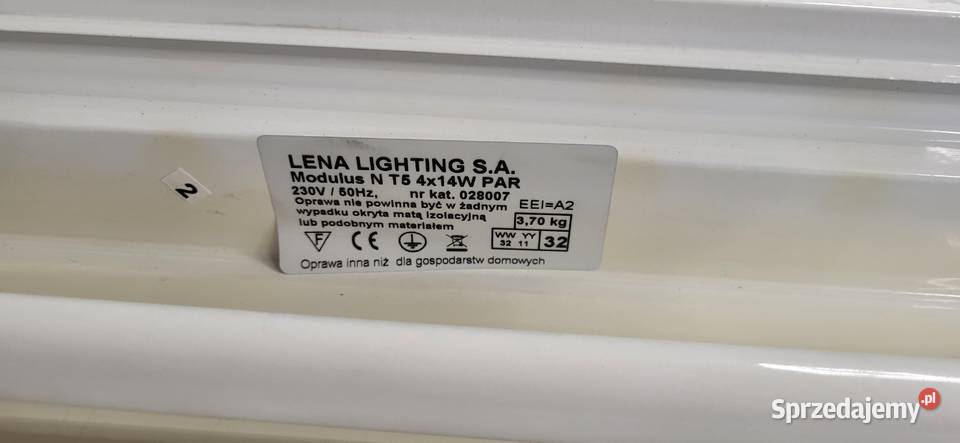 LENA LIGHTING S.A.
Modulus N T5 4x14W PAR
230V / 50Hz, nr kat. 028007
Oprawa nie powinna być w żadnym
wypadku okryta matą izolacyjną
lub podobnym materiałem
EEI=A2
3,70 kg
WW YY
32 11
32
F CE
Oprawa inna niż dla gospodarstw domowych
2
Sprzedajemy.pl